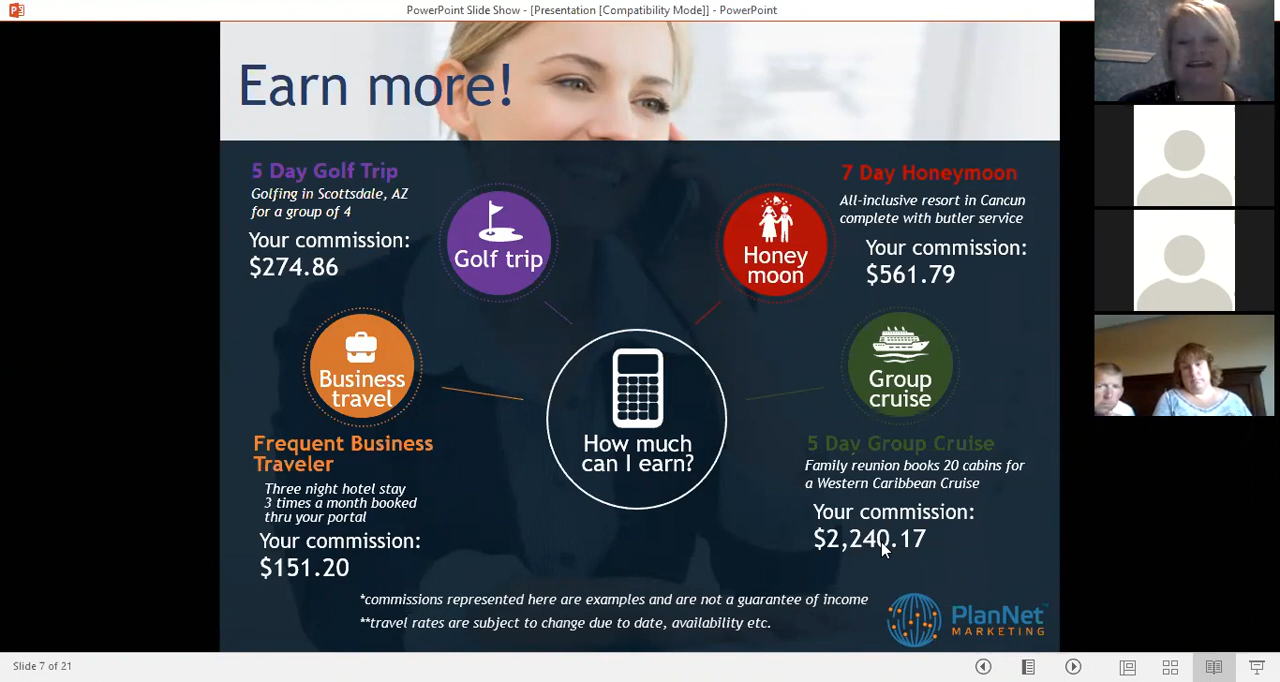 PowerPoint Slide Show - [Presentation [Compatibility Mode]] - PowerPoint
Earn more!
5 Day Golf Trip
Golfing in Scottsdale, AZ
for a group of 4
Your commission:
$274.86
Golf trip
Honey
moon
7 Day Honeymoon
All-inclusive resort in Cancun
complete with butler service
Your commission:
$561.79
Business
travel
Frequent Business
Traveler
Three night hotel stay
3 times a month booked
thru your portal
Your commission:
$151.20
How much
can I earn?
Group
cruise
5 Day Group Cruise
Family reunion books 20 cabins for
a Western Caribbean Cruise
Your commission:
$2,240.17
*commissions represented here are examples and are not a guarantee of income
**travel rates are subject to change due to date, availability etc.
PlanNet
MARKETING
Slide 7 of 21